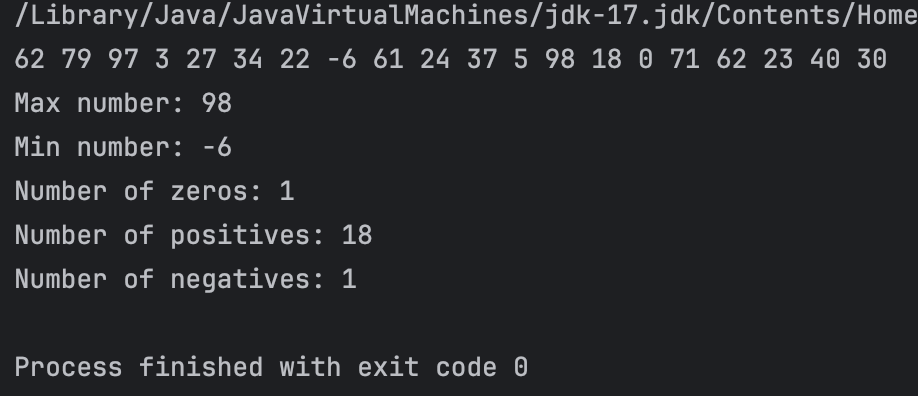 /Library/Java/JavaVirtualMachines/jdk-17.jdk/Contents/Home
62 79 97 3 27 34 22 -6 61 24 37 5 98 18 0 71 62 23 40 30
Max number: 98
Min number: -6
Number of zeros: 1
Number of positives: 18
Number of negatives: 1
Process finished with exit code 0